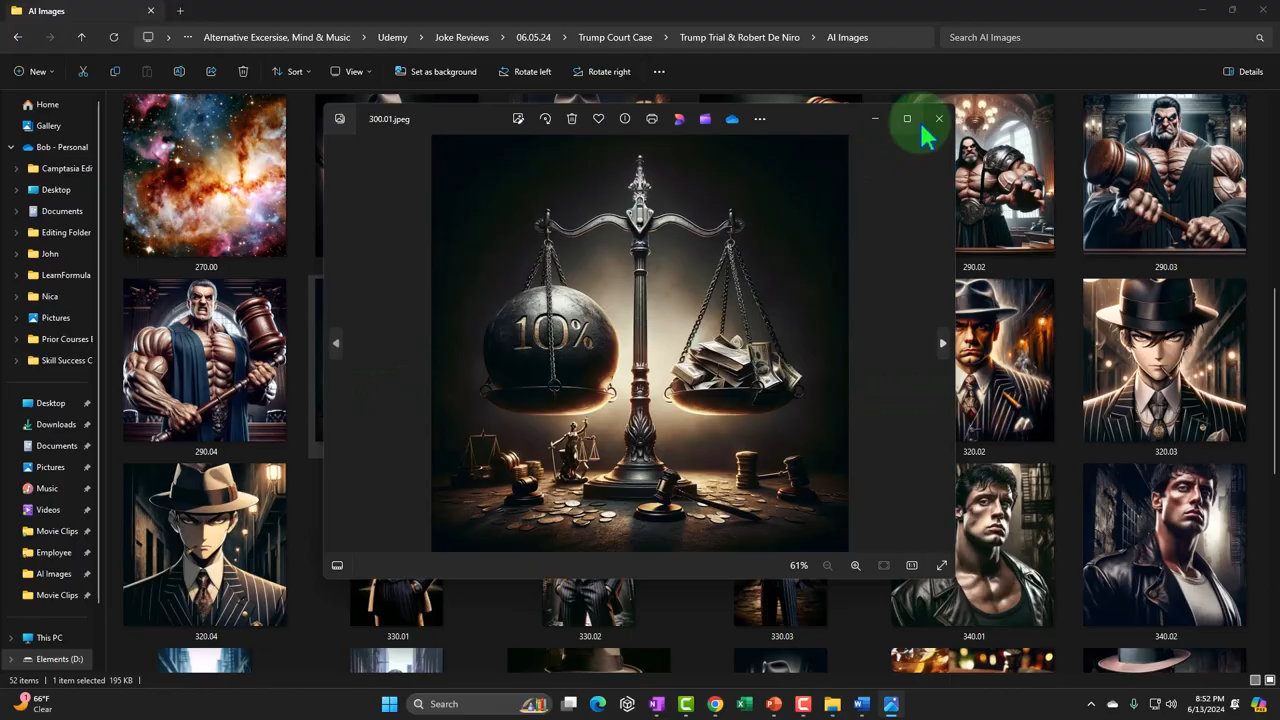 AI Images
Alternative Excersise, Mind & Music
Udemy
Joke Reviews
06.05.24
Trump Court Case
Trump Trial & Robert De Niro
AI Images
Search AI Images
New
Sort
View
Set as background
Rotate left
Rotate right
Details
Home
Gallery
Bob - Personal
Camptasia Edi
Desktop
Documents
Editing Folder
John
LearnFormula
Nica
Pictures
Prior Courses E
Skill Success C
Desktop
Downloads
Documents
Pictures
Music
Videos
Movie Clips
Employee
AI Images
Movie Clips
This PC
Elements (D:)
300.01.jpeg
10%
61%
270.00
290.02
290.03
290.04
320.02
320.03
320.04
330.01
330.02
330.03
340.01
340.02
52 items
1 item selected 195 KB
66°F
Clear
Search
8:52 PM
6/13/2024